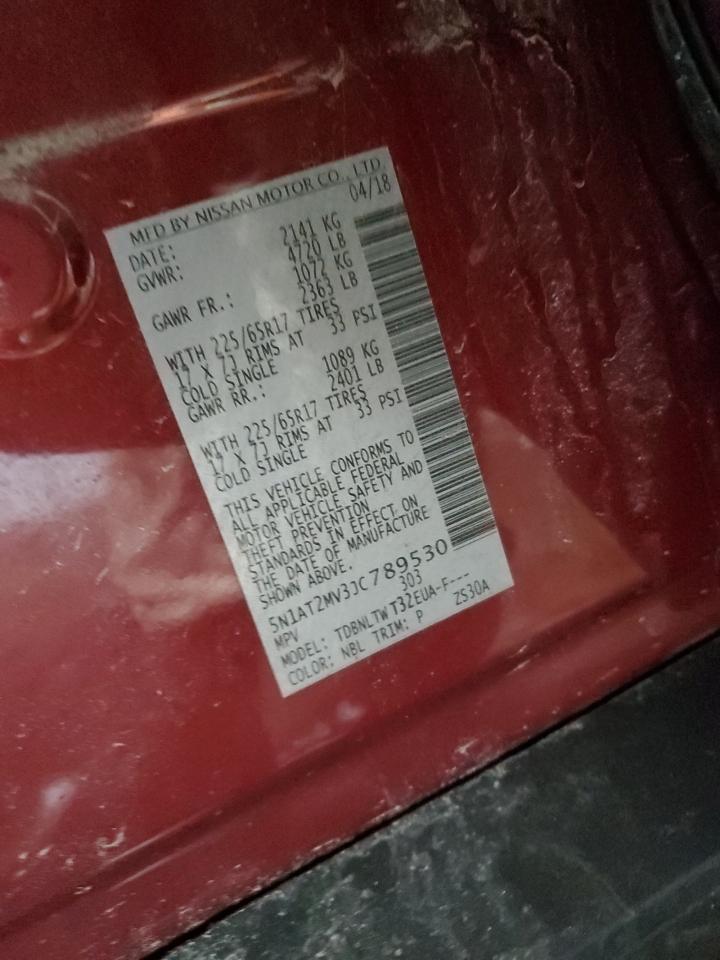 MFD BY NISSAN MOTOR CO., LTD.
DATE: 04/18
GVWR: 2141 KG
4720 LB
GAWR FR.: 1072 KG
2363 LB
WITH 225/65R17 TIRES
17 X 7J RIMS AT 33 PSI
COLD SINGLE
GAWR RR.: 1089 KG
2401 LB
WITH 225/65R17 TIRES
17 X 7J RIMS AT 33 PSI
COLD SINGLE
THIS VEHICLE CONFORMS TO
ALL APPLICABLE FEDERAL
MOTOR VEHICLE SAFETY AND
THEFT PREVENTION
STANDARDS IN EFFECT ON
THE DATE OF MANUFACTURE
SHOWN ABOVE.
5N1AT2MV3JC789530
MPV 303
MODEL: TDBNLTWT32EUA-F---
COLOR: NBL TRIM: P ZS30A